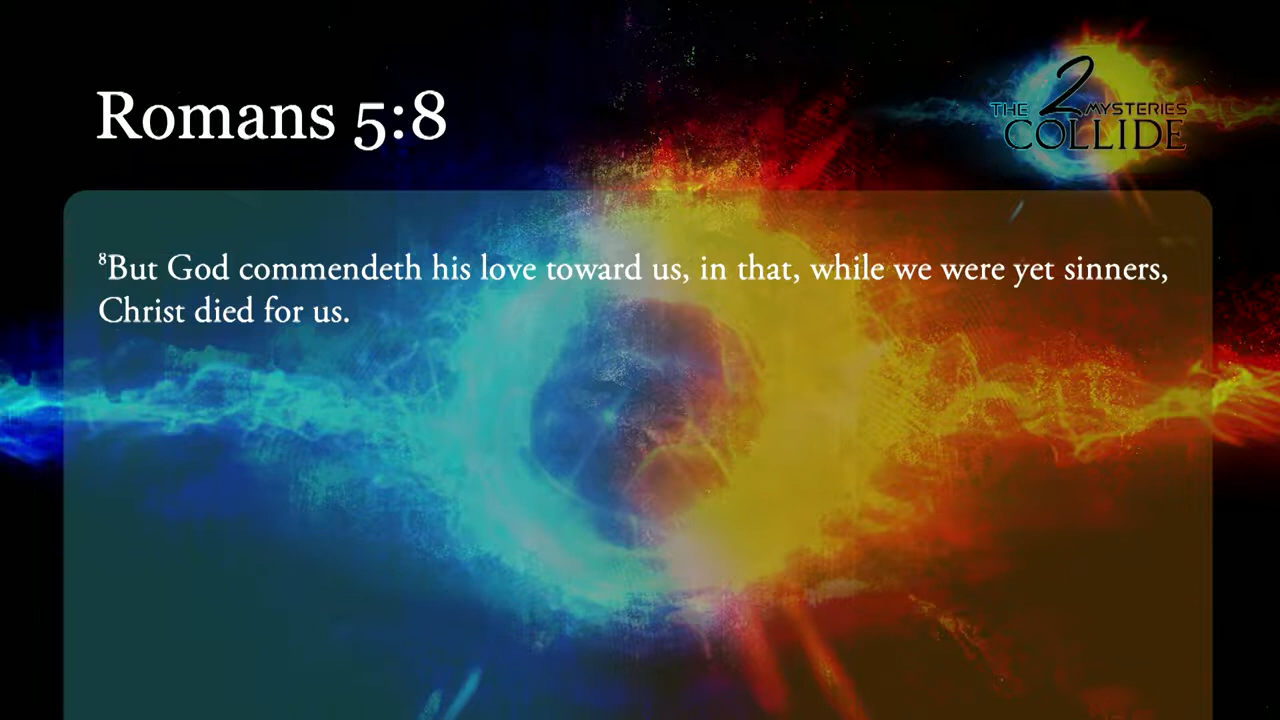 Romans 5:8
THE 2 MYSTERIES
COLLIDE
⁸But God commendeth his love toward us, in that, while we were yet sinners,
Christ died for us.